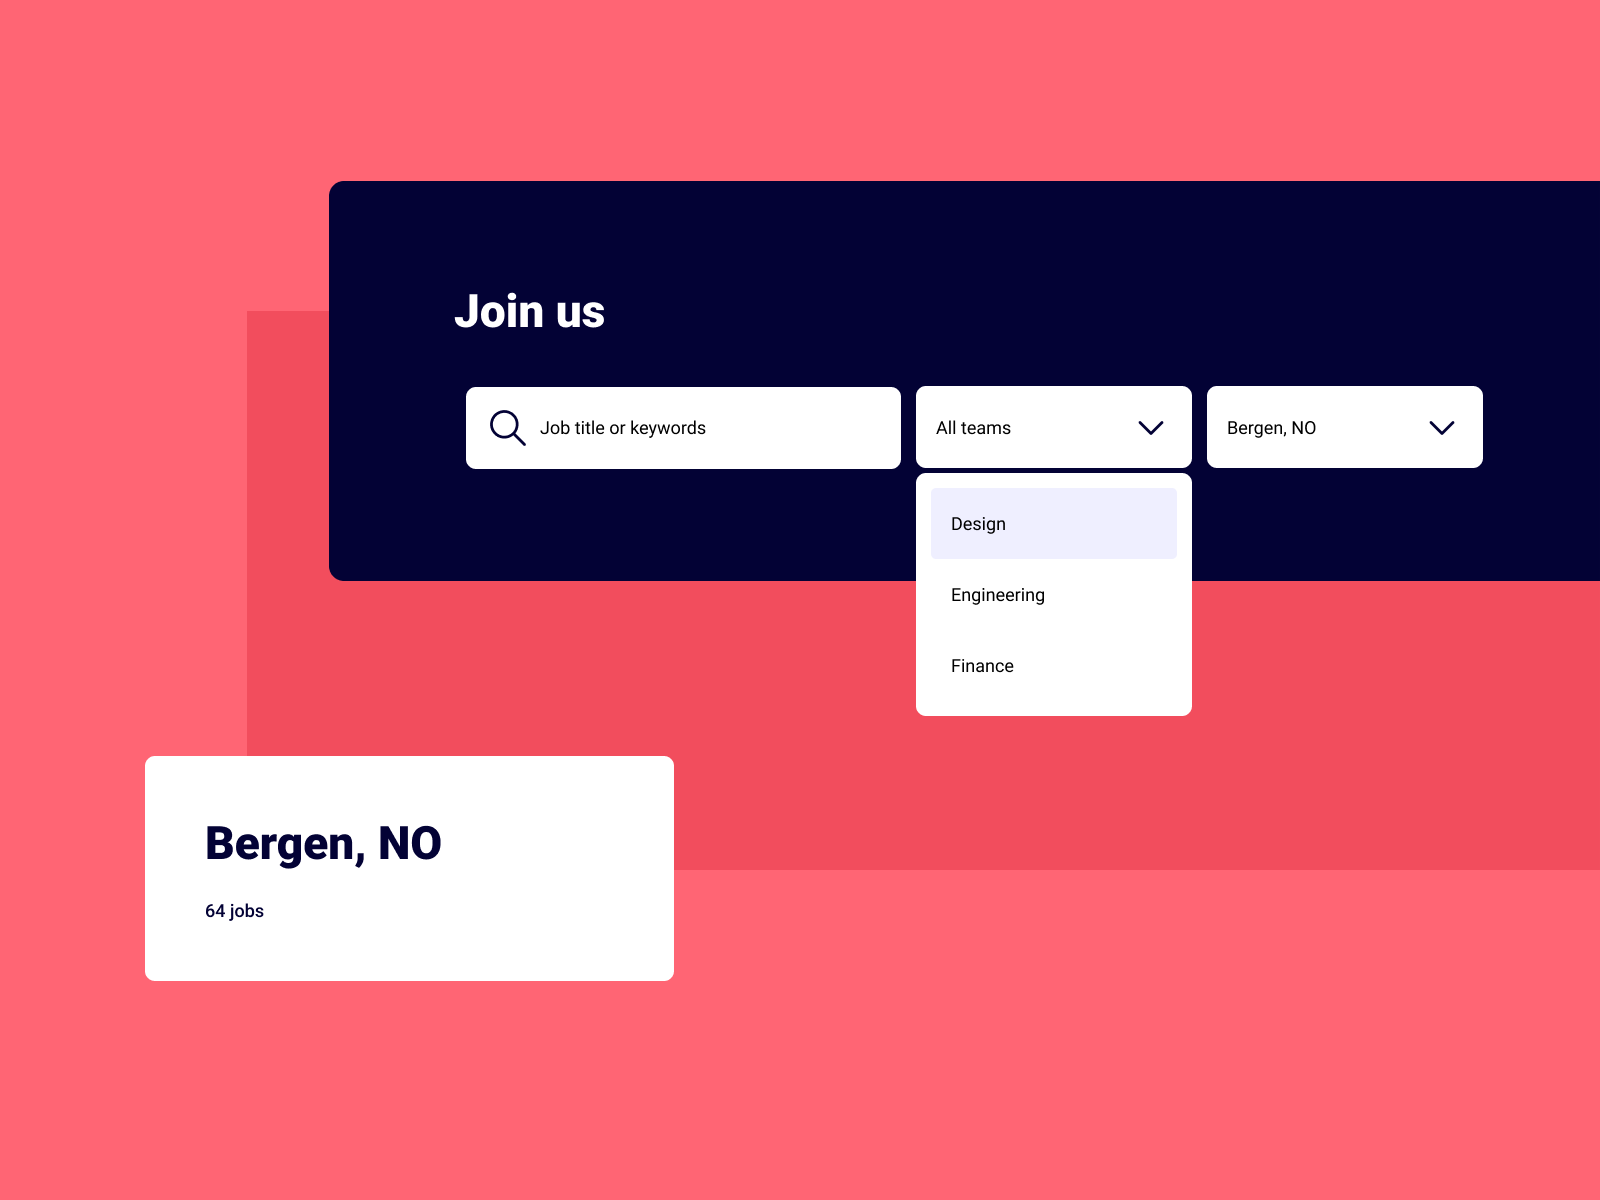 Join us
Job title or keywords
All teams
Bergen, NO
Design
Engineering
Finance
Bergen, NO
64 jobs